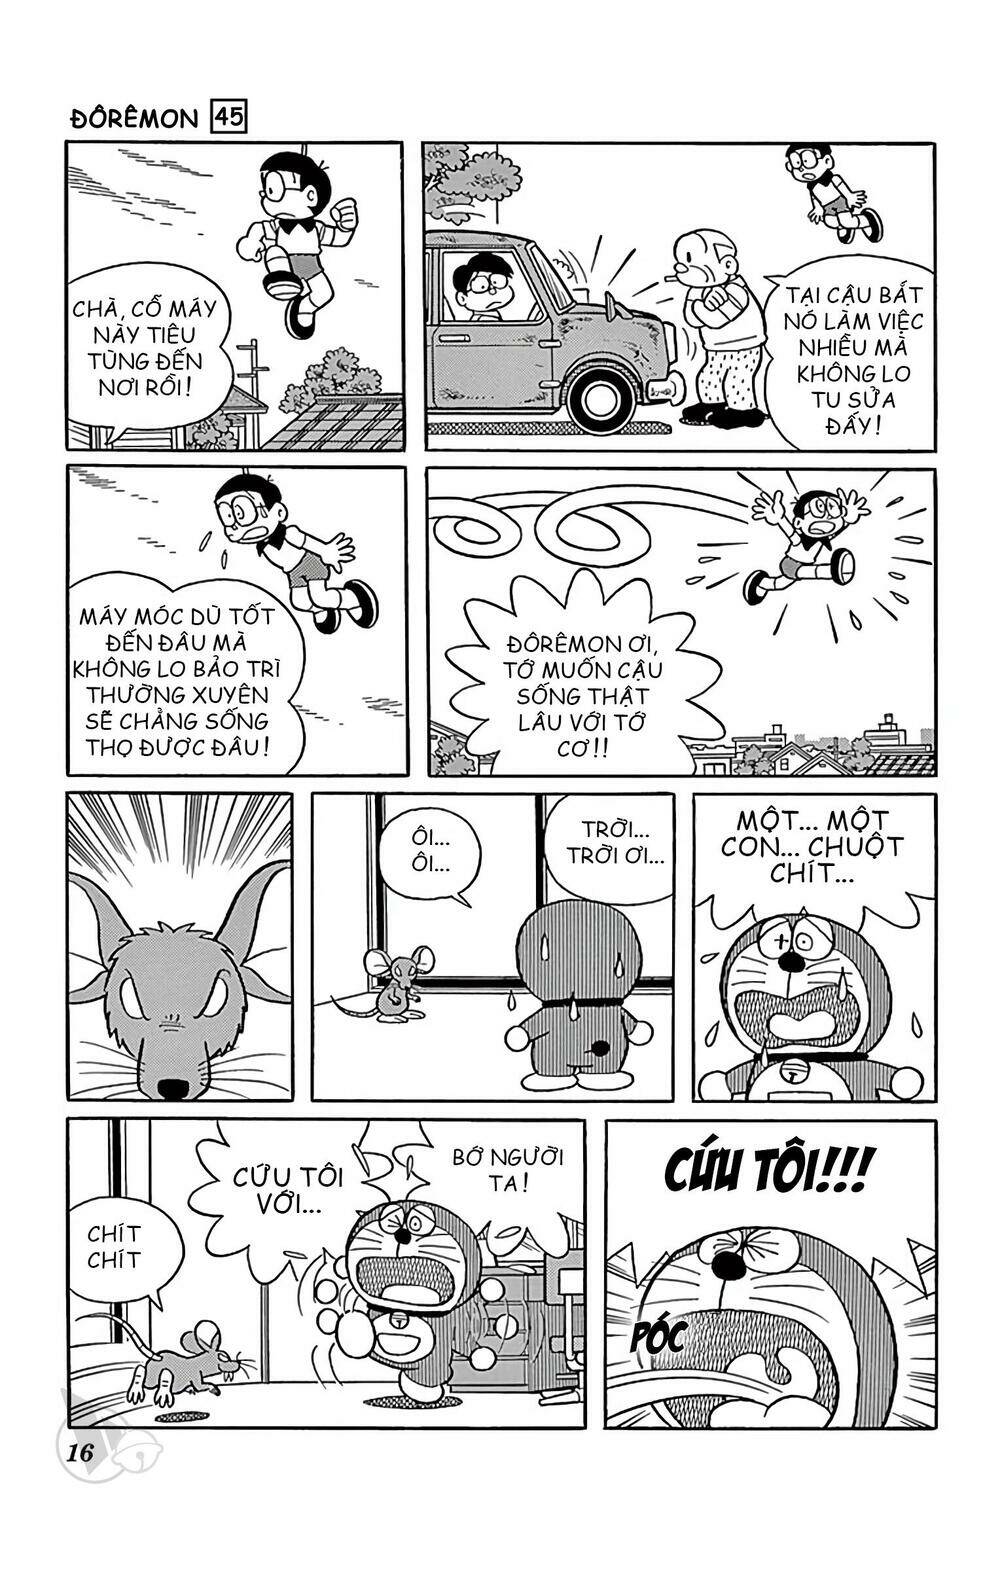 ĐÔRÊMON 45
CHÀ, CỖ MÁY
NÀY TIÊU
TÙNG ĐẾN
NƠI RỒI!
TẠI CẬU BẮT
NÓ LÀM VIỆC
NHIỀU MÀ
KHÔNG LO
TU SỬA
ĐẤY!
MÁY MÓC DÙ TỐT
ĐẾN ĐÂU MÀ
KHÔNG LO BẢO TRÌ
THƯỜNG XUYÊN
SẼ CHẲNG SỐNG
THỌ ĐƯỢC ĐÂU!
ĐÔRÊMON ƠI,
TỚ MUỐN CẬU
SỐNG THẬT
LÂU VỚI TỚ
CƠ!!
ÔI...
ÔI...
TRỜI...
TRỜI ƠI...
MỘT... MỘT
CON... CHUỘT
CHÍT...
CHÍT
CHÍT
CỨU TÔI
VỚI...
BỚ NGƯỜI
TA!
CỨU TÔI!!!
PÓC
16